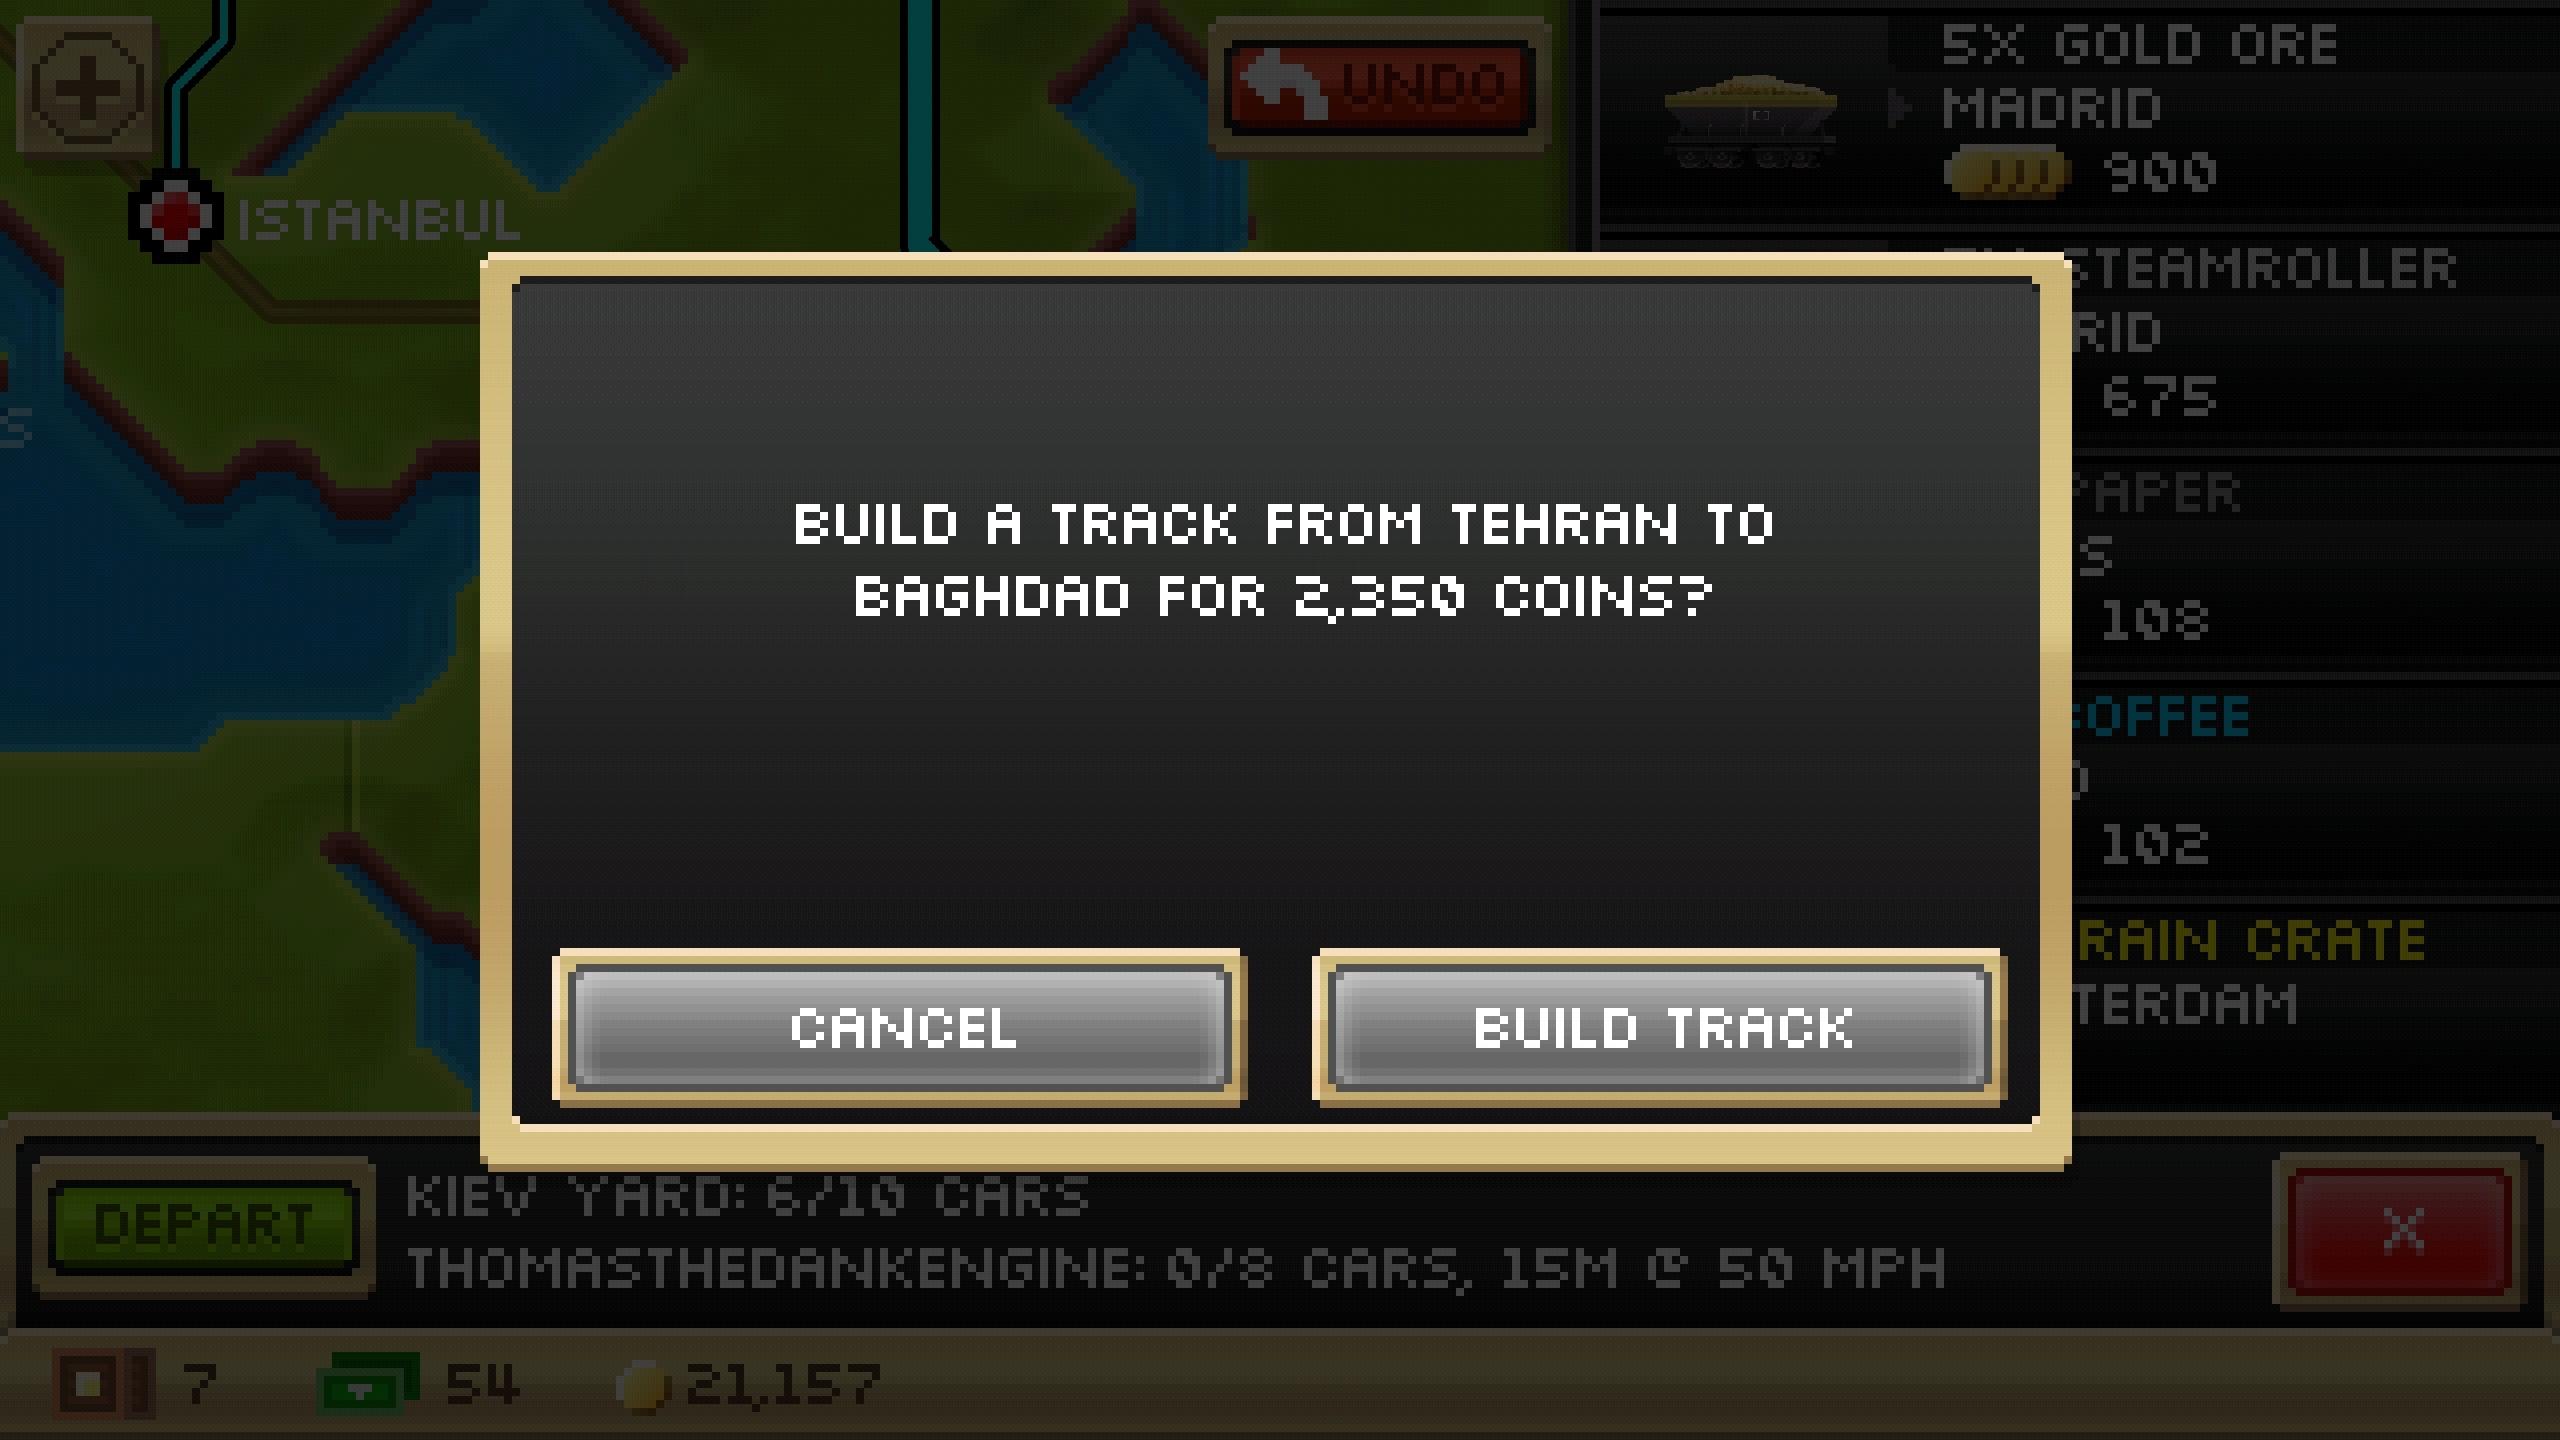 UNDO
ISTANBUL
S
5X GOLD ORE
MADRID
900
STEAMROLLER
RID
675
PAPER
S
108
COFFEE
102
RAIN CRATE
TERDAM
BUILD A TRACK FROM TEHRAN TO
BAGHDAD FOR 2,350 COINS?
CANCEL
BUILD TRACK
DEPART
KIEV YARD: 6/10 CARS
THOMASTHEDANKENGINE: 0/8 CARS, 15M @ 50 MPH
X
7
54
21,157